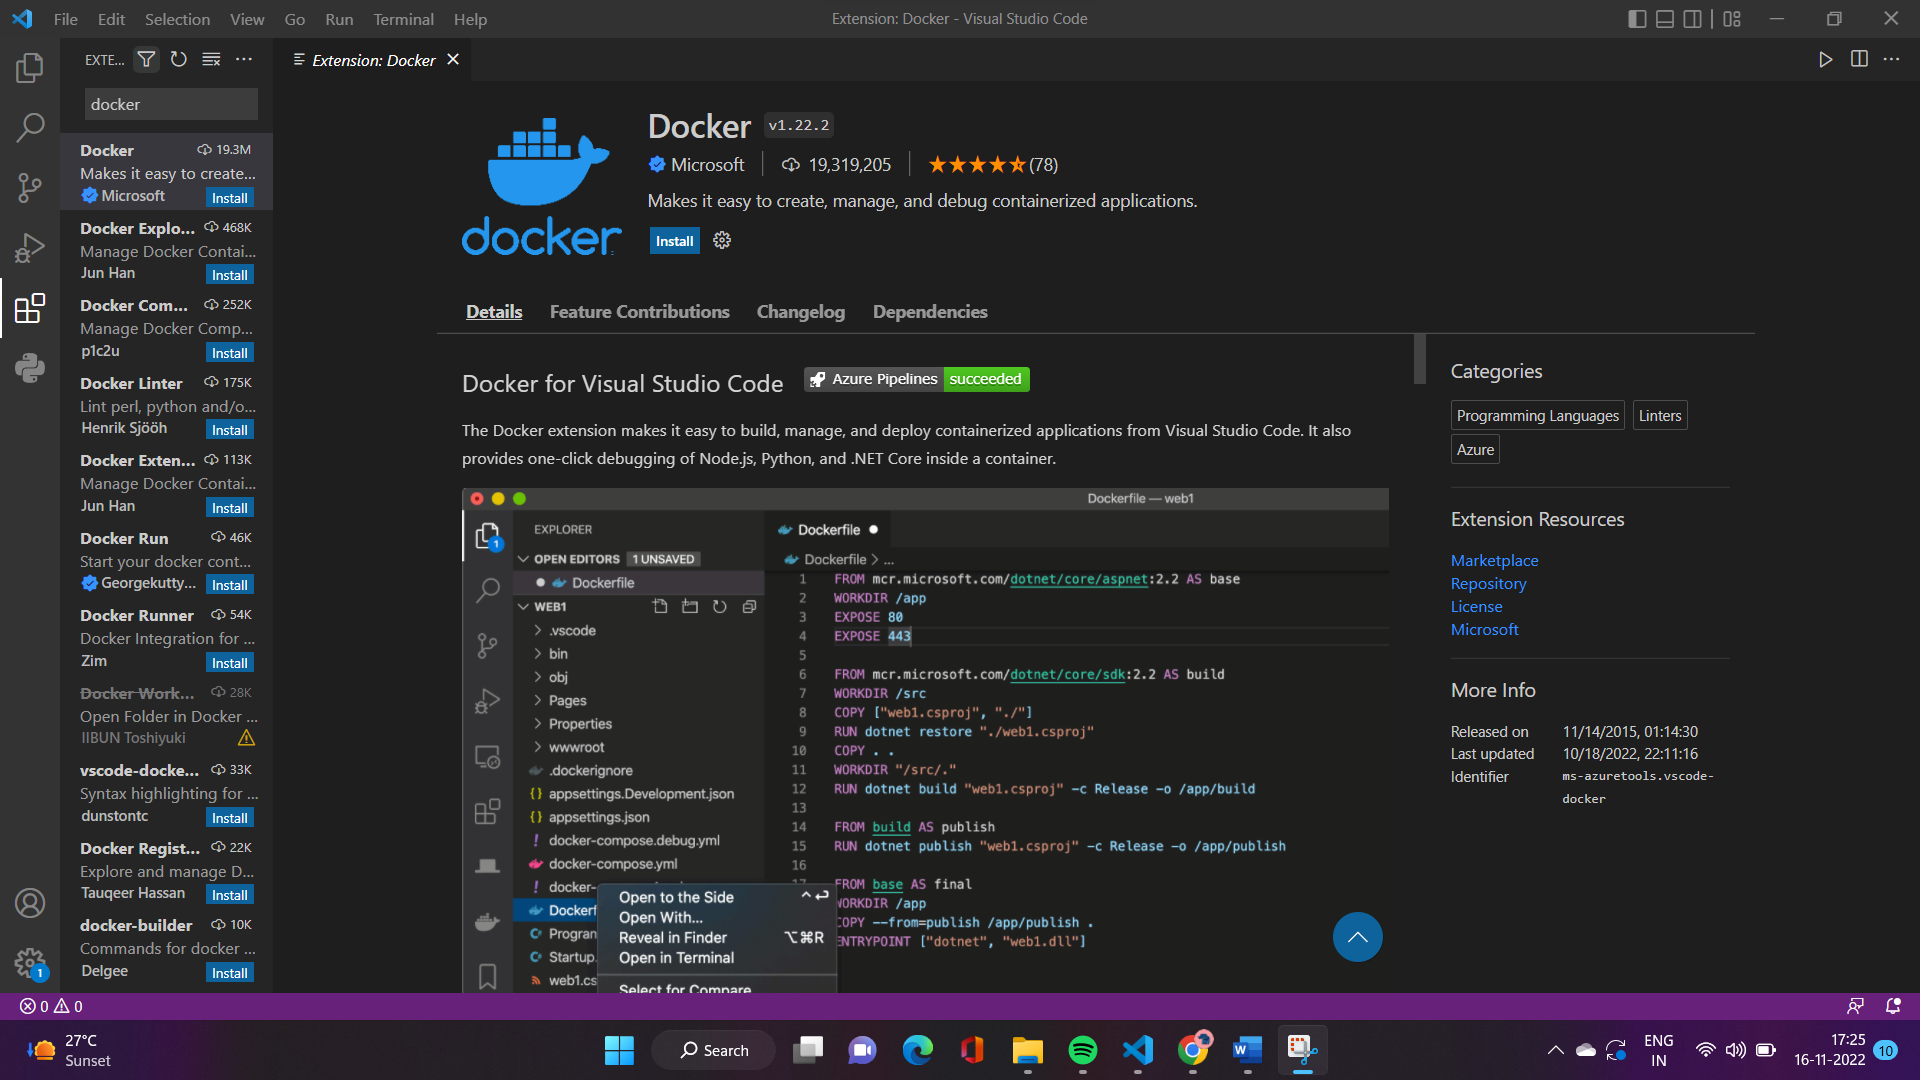 File Edit Selection View Go Run Terminal Help
Extension: Docker - Visual Studio Code
EXTE...
docker
Docker 19.3M
Makes it easy to create...
Microsoft Install
Docker Explo... 468K
Manage Docker Contai...
Jun Han Install
Docker Com... 252K
Manage Docker Comp...
p1c2u Install
Docker Linter 175K
Lint perl, python and/o...
Henrik Sjööh Install
Docker Exten... 113K
Manage Docker Contai...
Jun Han Install
Docker Run 46K
Start your docker cont...
Georgekutty... Install
Docker Runner 54K
Docker Integration for ...
Zim Install
Docker Work... 28K
Open Folder in Docker ...
IIBUN Toshiyuki
vscode-docke... 33K
Syntax highlighting for ...
dunstontc Install
Docker Regist... 22K
Explore and manage D...
Tauqeer Hassan Install
docker-builder 10K
Commands for docker ...
Delgee Install
1
Extension: Docker
docker
Docker v1.22.2
Microsoft 19,319,205 (78)
Makes it easy to create, manage, and debug containerized applications.
Install
Details Feature Contributions Changelog Dependencies
Docker for Visual Studio Code Azure Pipelines succeeded
The Docker extension makes it easy to build, manage, and deploy containerized applications from Visual Studio Code. It also
provides one-click debugging of Node.js, Python, and .NET Core inside a container.
Dockerfile — web1
1
EXPLORER
OPEN EDITORS 1 UNSAVED
Dockerfile
WEB1
.vscode
bin
obj
Pages
Properties
wwwroot
.dockerignore
{} appsettings.Development.json
{} appsettings.json
! docker-compose.debug.yml
docker-compose.yml
! docker-
Dockerf
Program
Startup.
web1.cs
Open to the Side
Open With...
Reveal in Finder ⌥⌘R
Open in Terminal
Select for Compare
Dockerfile
Dockerfile > ...
1 FROM mcr.microsoft.com/dotnet/core/aspnet:2.2 AS base
2 WORKDIR /app
3 EXPOSE 80
4 EXPOSE 443
5
6 FROM mcr.microsoft.com/dotnet/core/sdk:2.2 AS build
7 WORKDIR /src
8 COPY ["web1.csproj", "./"]
9 RUN dotnet restore "./web1.csproj"
10 COPY . .
11 WORKDIR "/src/."
12 RUN dotnet build "web1.csproj" -c Release -o /app/build
13
14 FROM build AS publish
15 RUN dotnet publish "web1.csproj" -c Release -o /app/publish
16
17 FROM base AS final
WORKDIR /app
COPY --from=publish /app/publish .
ENTRYPOINT ["dotnet", "web1.dll"]
Categories
Programming Languages Linters
Azure
Extension Resources
Marketplace
Repository
License
Microsoft
More Info
Released on 11/14/2015, 01:14:30
Last updated 10/18/2022, 22:11:16
Identifier ms-azuretools.vscode-
docker
0 0
27°C
Sunset
Search
ENG
IN
17:25
16-11-2022
10